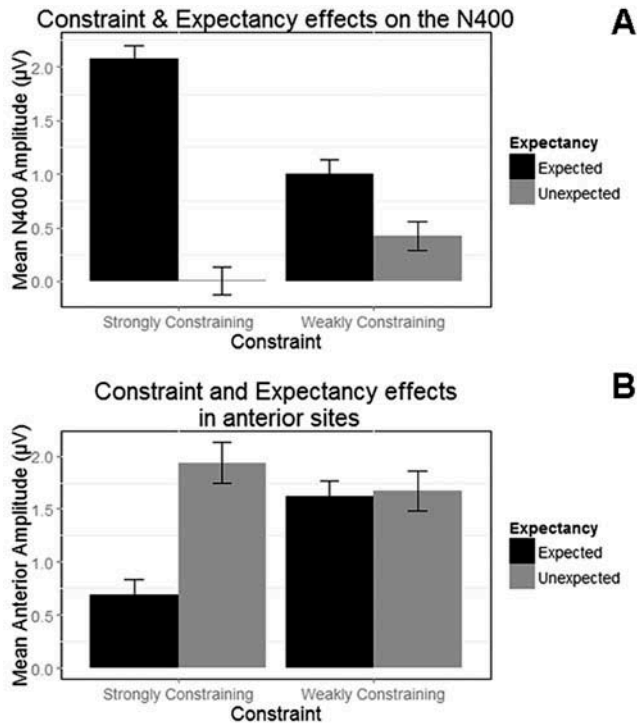 Constraint & Expectancy effects on the N400
A
Mean N400 Amplitude (μV)
2.0
1.5
1.0
0.5
0.0
Strongly Constraining
Weakly Constraining
Constraint
Expectancy
Expected
Unexpected
Constraint and Expectancy effects
in anterior sites
B
Mean Anterior Amplitude (μV)
2.0
1.5
1.0
0.5
0.0
Strongly Constraining
Weakly Constraining
Constraint
Expectancy
Expected
Unexpected